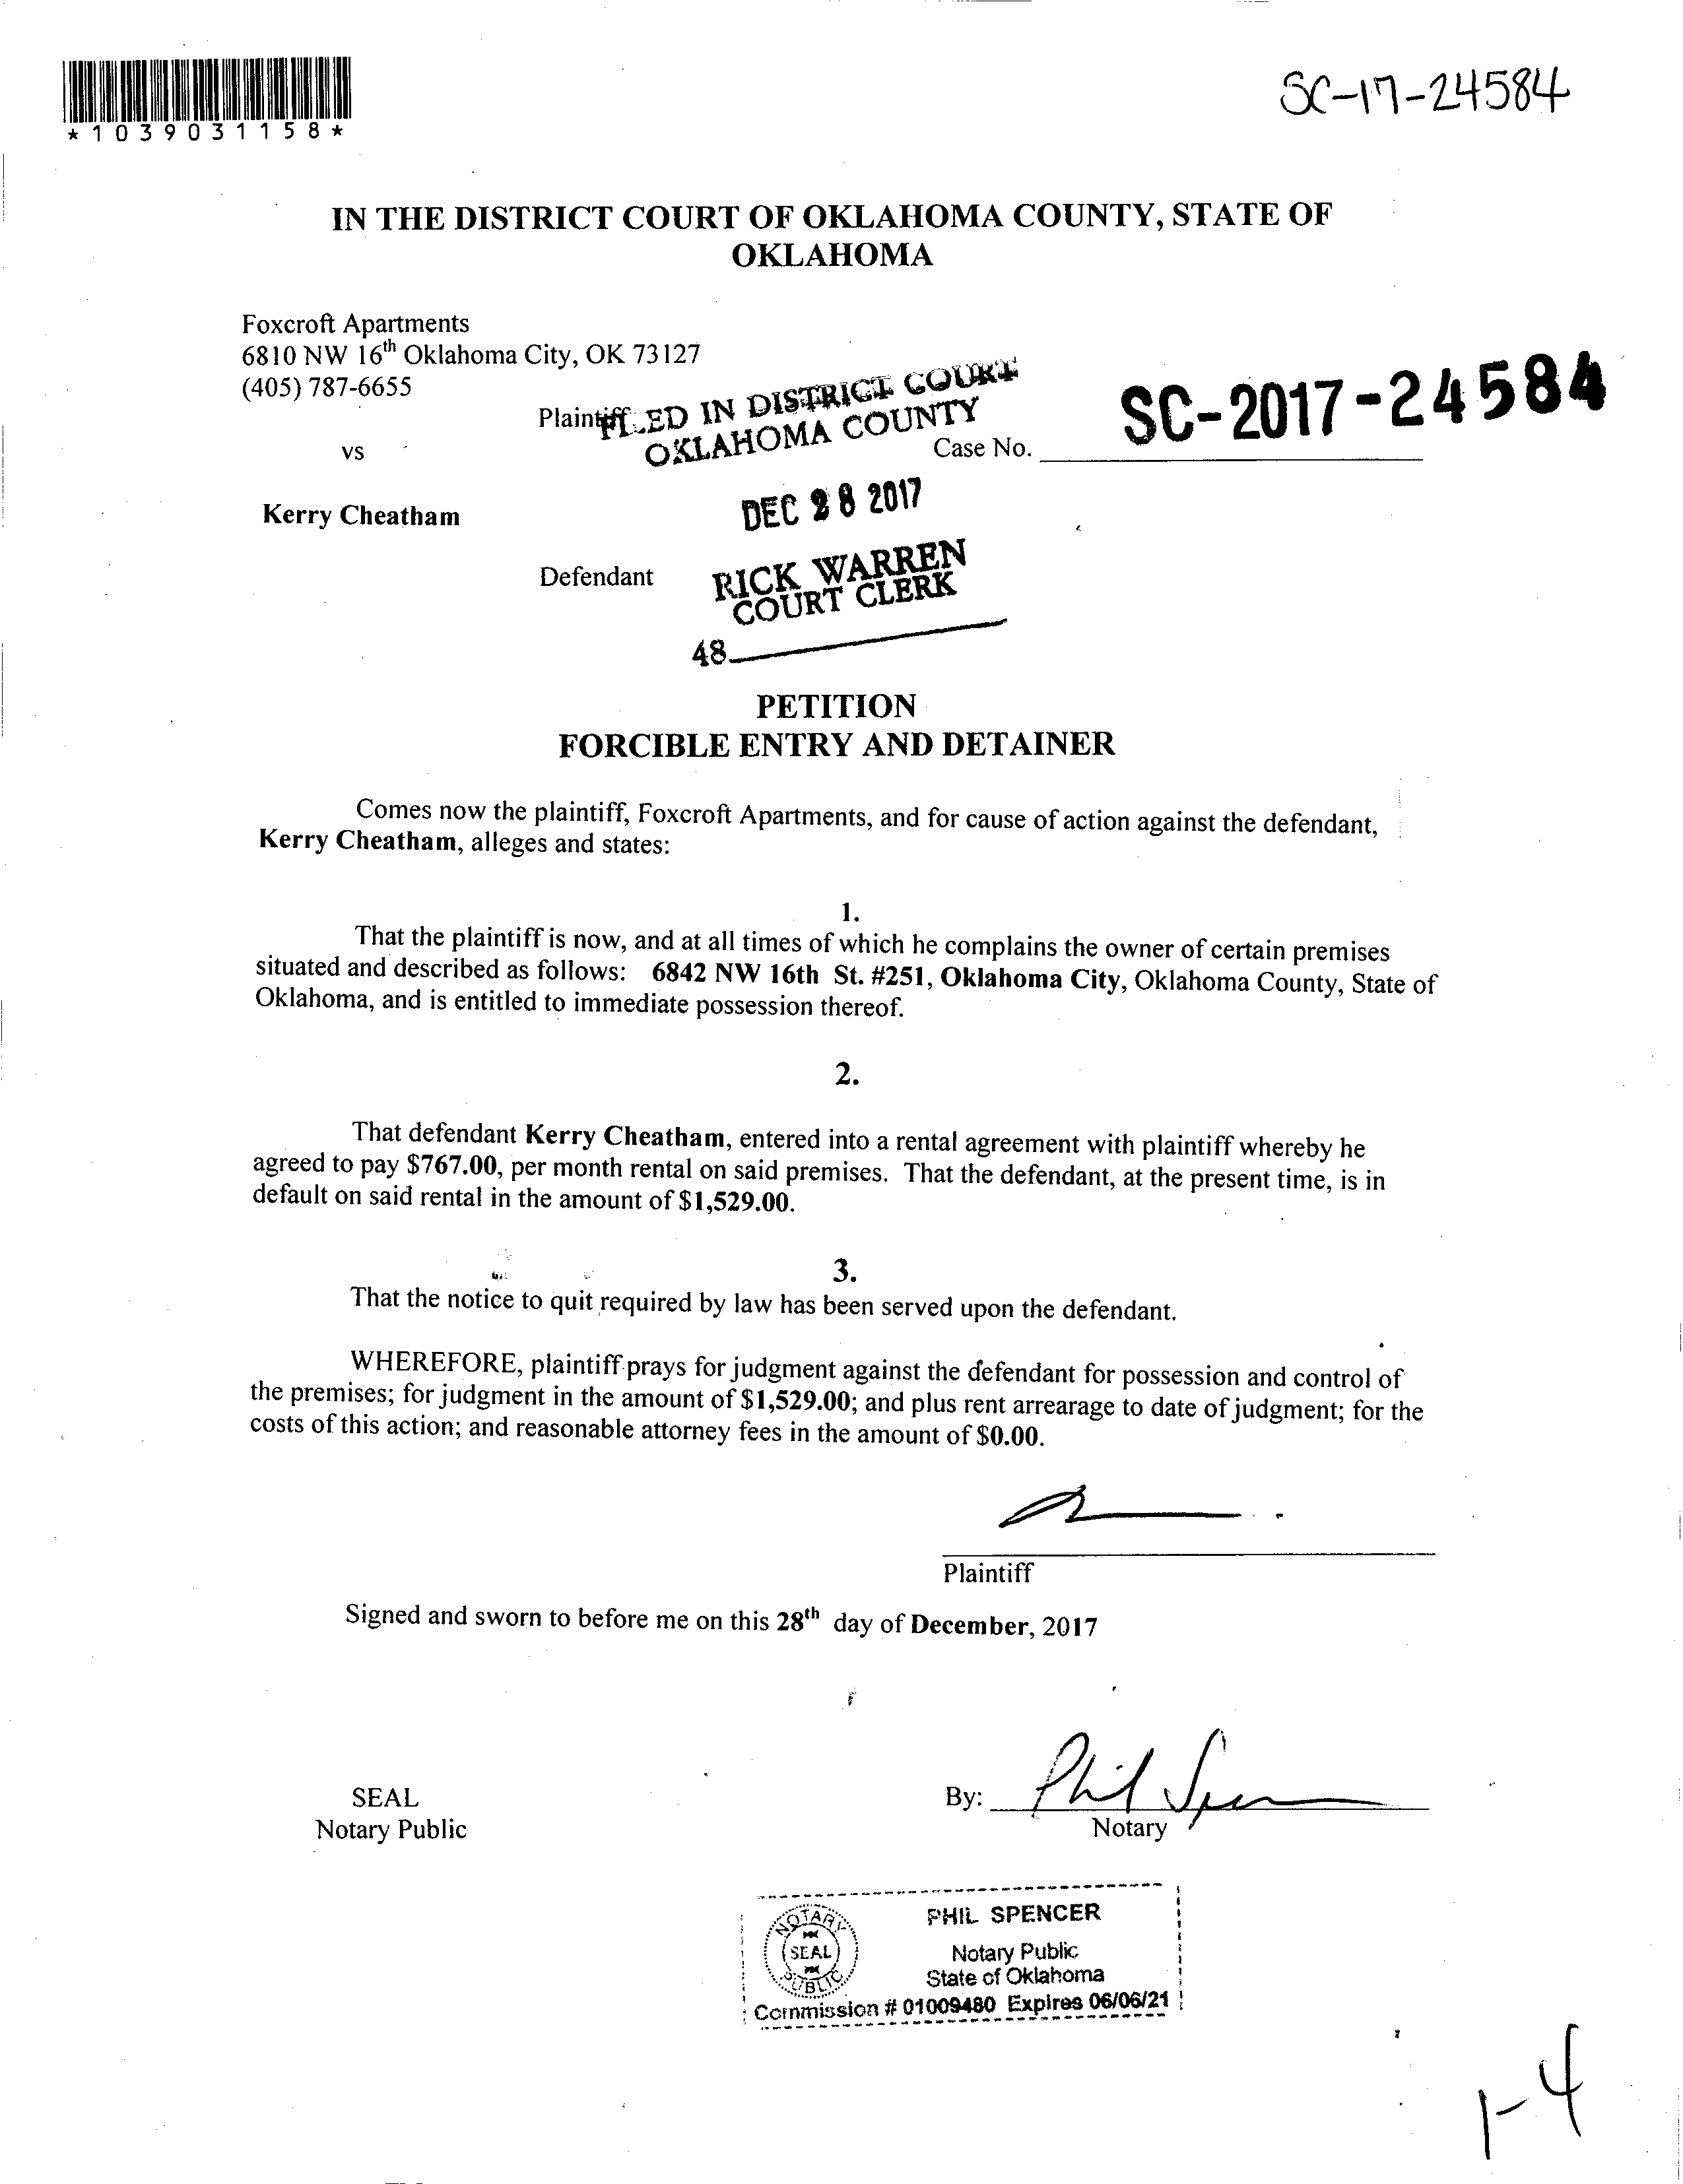 *1039031158*
SC-17-24584
IN THE DISTRICT COURT OF OKLAHOMA COUNTY, STATE OF
OKLAHOMA
Foxcroft Apartments
6810 NW 16th Oklahoma City, OK 73127
(405) 787-6655
Plaintiff
FILED IN DISTRICT COURT
OKLAHOMA COUNTY
vs
Case No. SC-2017-24584
Kerry Cheatham
DEC 28 2017
Defendant
RICK WARREN
COURT CLERK
48
PETITION
FORCIBLE ENTRY AND DETAINER
Comes now the plaintiff, Foxcroft Apartments, and for cause of action against the defendant,
Kerry Cheatham, alleges and states:
1.
That the plaintiff is now, and at all times of which he complains the owner of certain premises
situated and described as follows: 6842 NW 16th St. #251, Oklahoma City, Oklahoma County, State of
Oklahoma, and is entitled to immediate possession thereof.
2.
That defendant Kerry Cheatham, entered into a rental agreement with plaintiff whereby he
agreed to pay $767.00, per month rental on said premises. That the defendant, at the present time, is in
default on said rental in the amount of $1,529.00.
3.
That the notice to quit required by law has been served upon the defendant.
WHEREFORE, plaintiff prays for judgment against the defendant for possession and control of
the premises; for judgment in the amount of $1,529.00; and plus rent arrearage to date of judgment; for the
costs of this action; and reasonable attorney fees in the amount of $0.00.
Plaintiff
Signed and sworn to before me on this 28th day of December, 2017
SEAL
Notary Public
By: Phil Spencer
Notary
NOTARY
SEAL
PUBLIC
PHIL SPENCER
Notary Public
State of Oklahoma
Commission # 01009480 Expires 06/06/21
1-4